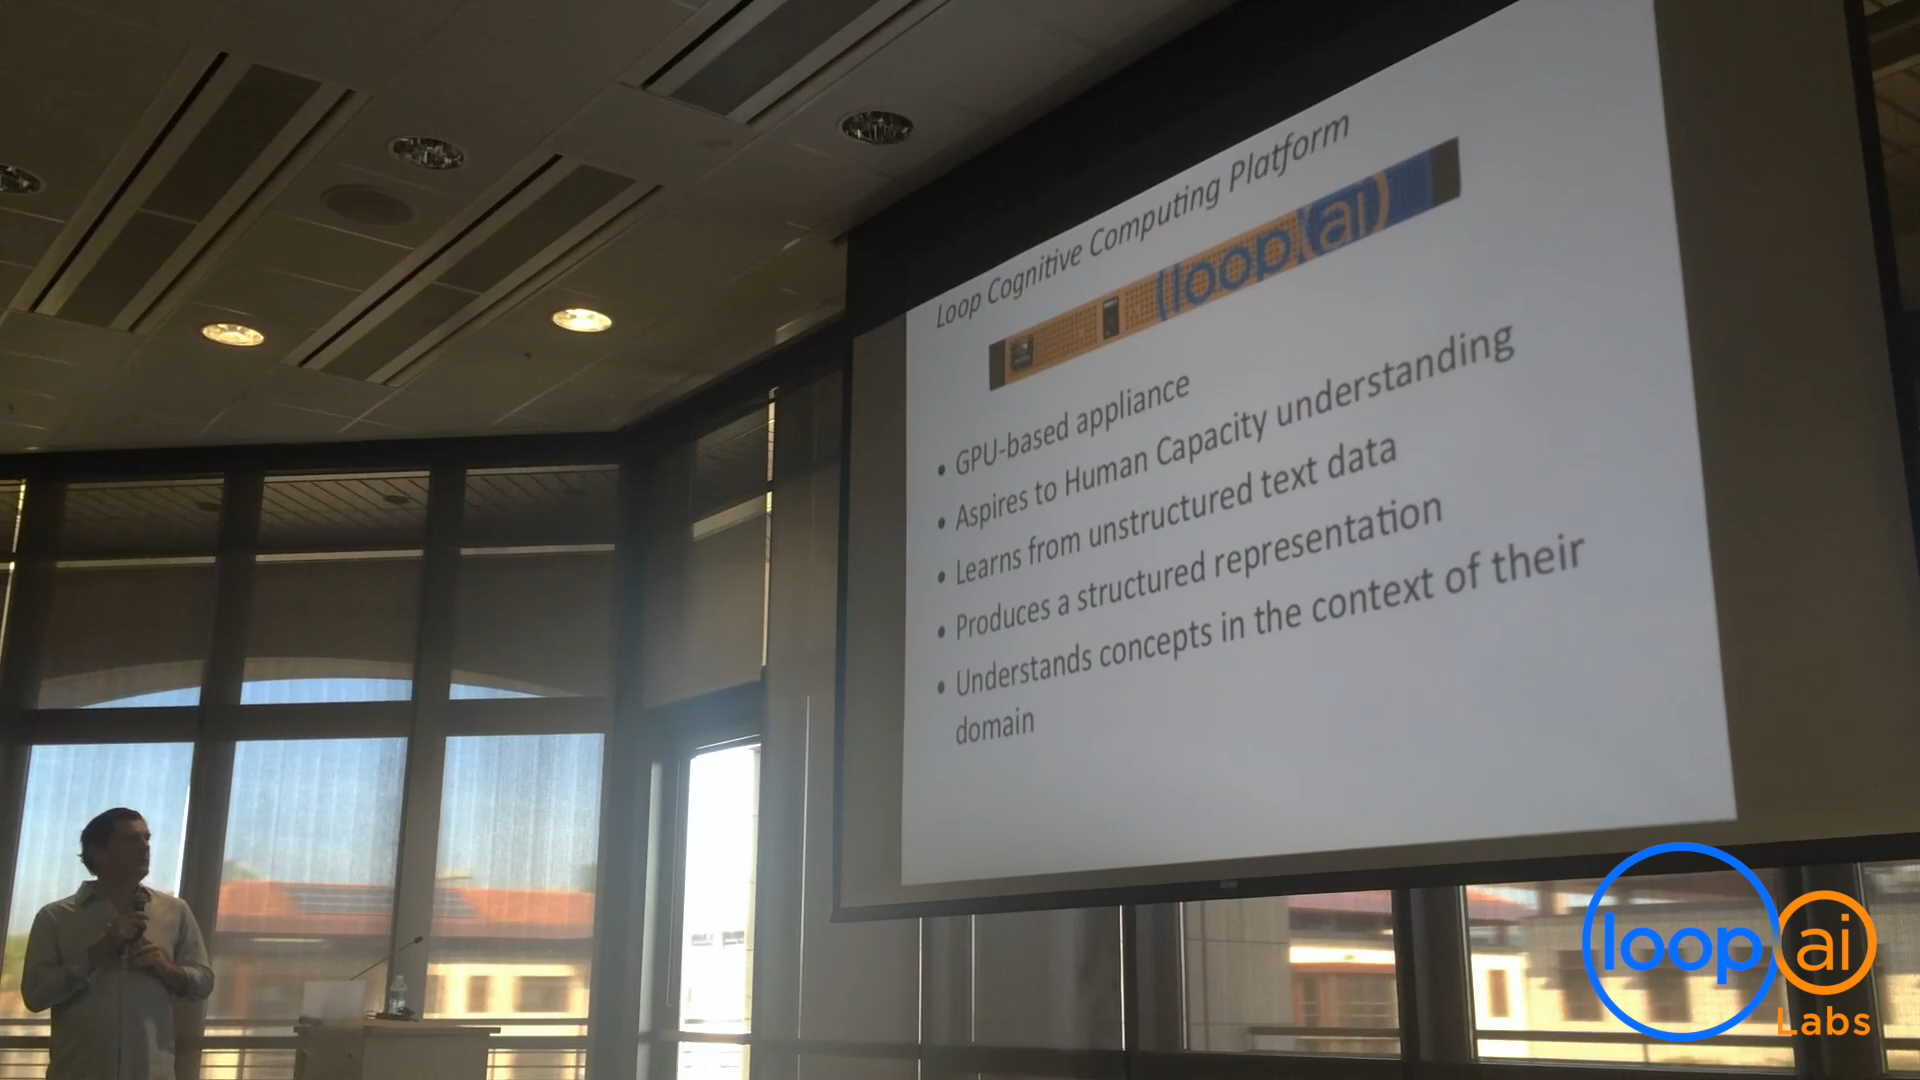 Loop Cognitive Computing Platform
(loop(ai)
• GPU-based appliance
• Aspires to Human Capacity understanding
• Learns from unstructured text data
• Produces a structured representation
• Understands concepts in the context of their
domain
loop ai
Labs